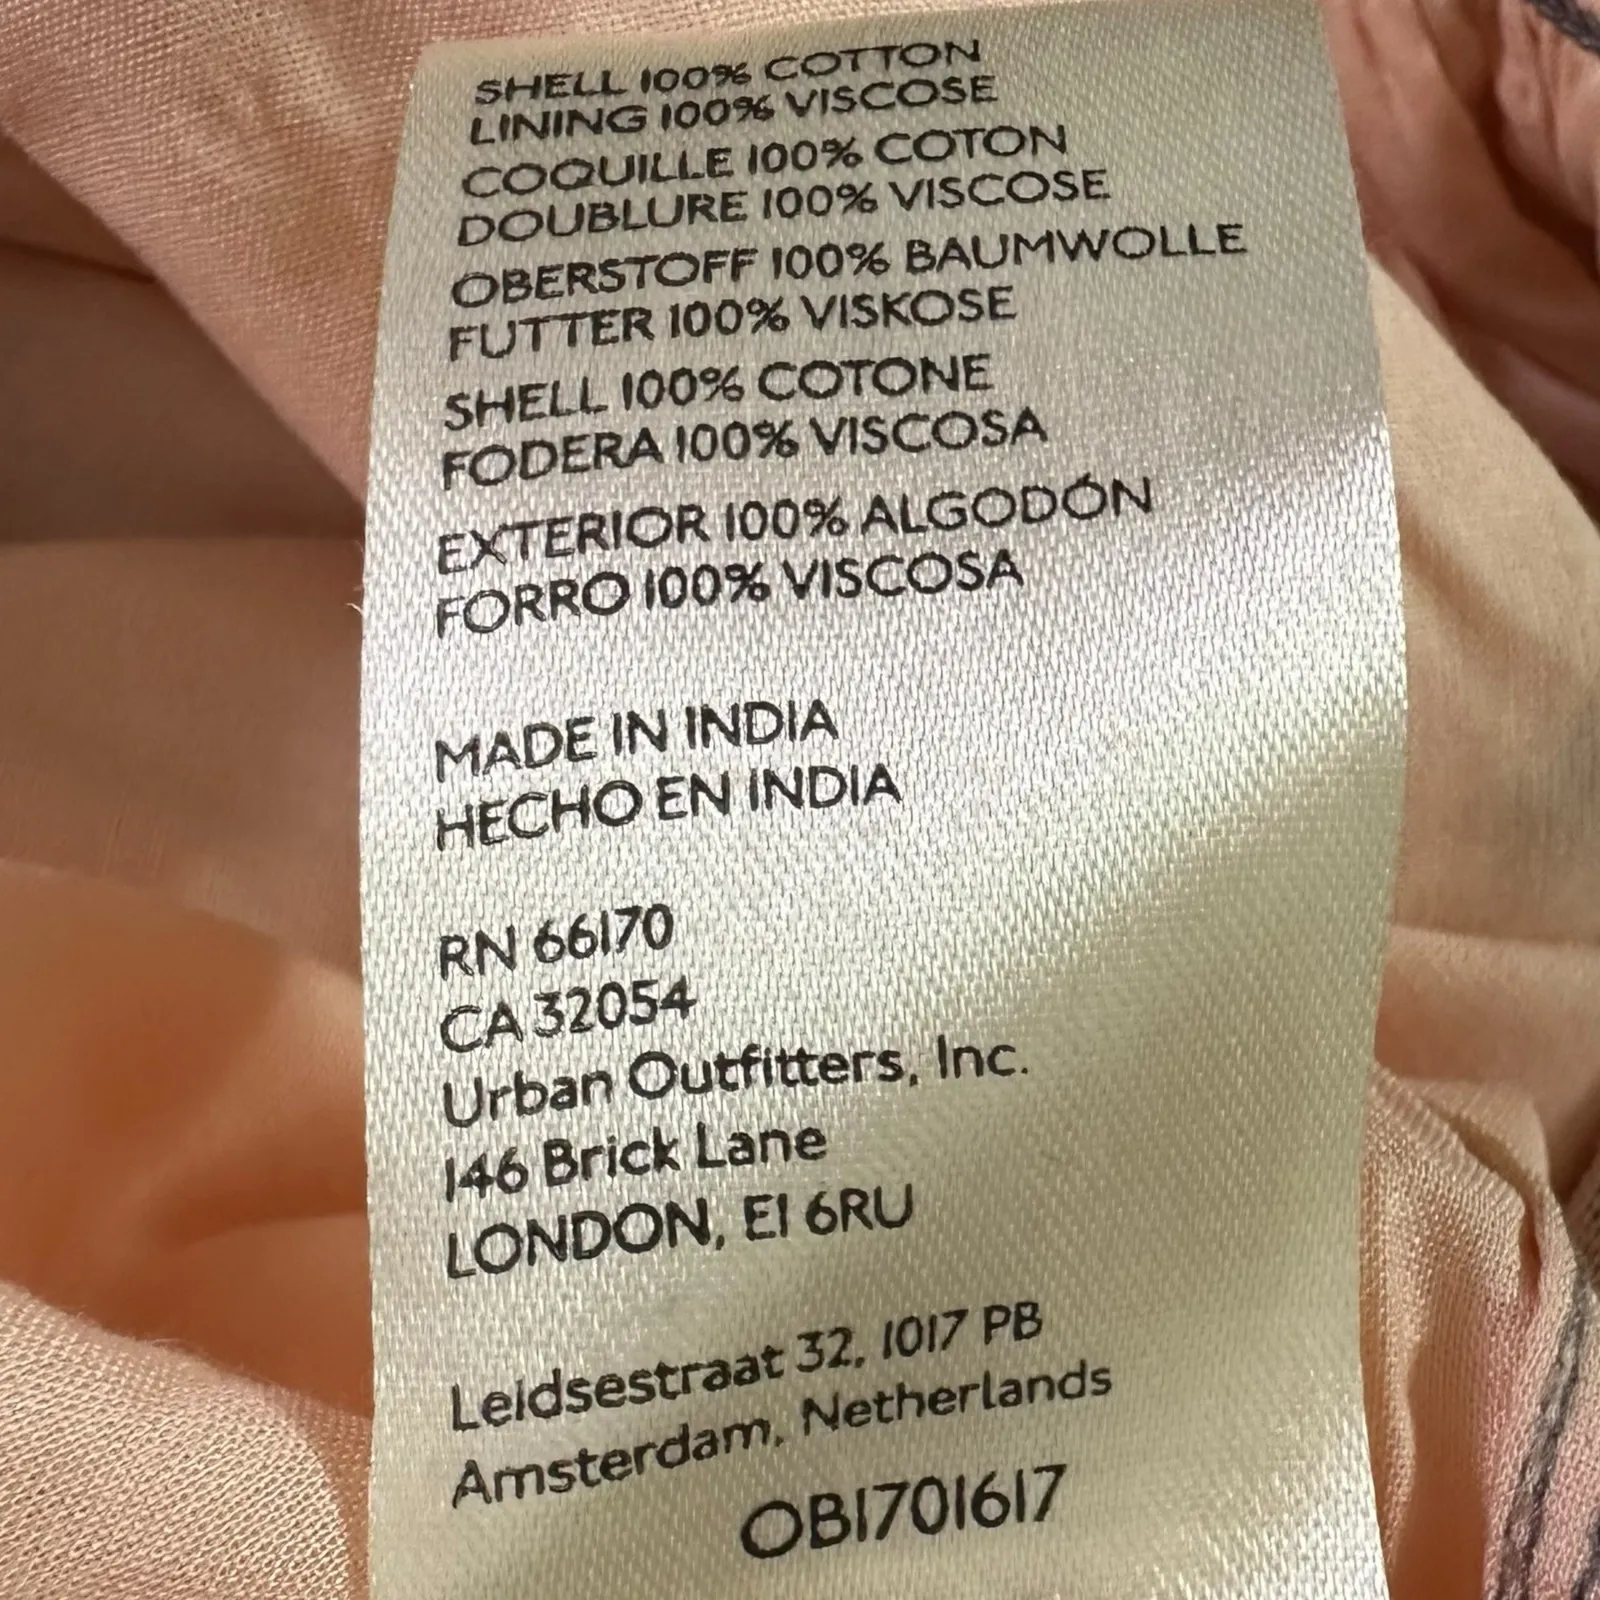 SHELL 100% COTTON
LINING 100% VISCOSE
COQUILLE 100% COTON
DOUBLURE 100% VISCOSE
OBERSTOFF 100% BAUMWOLLE
FUTTER 100% VISKOSE
SHELL 100% COTONE
FODERA 100% VISCOSA
EXTERIOR 100% ALGODÓN
FORRO 100% VISCOSA
MADE IN INDIA
HECHO EN INDIA
RN 66170
CA 32054
Urban Outfitters, Inc.
146 Brick Lane
LONDON, E1 6RU
Leidsestraat 32, 1017 PB
Amsterdam, Netherlands
OB1701617